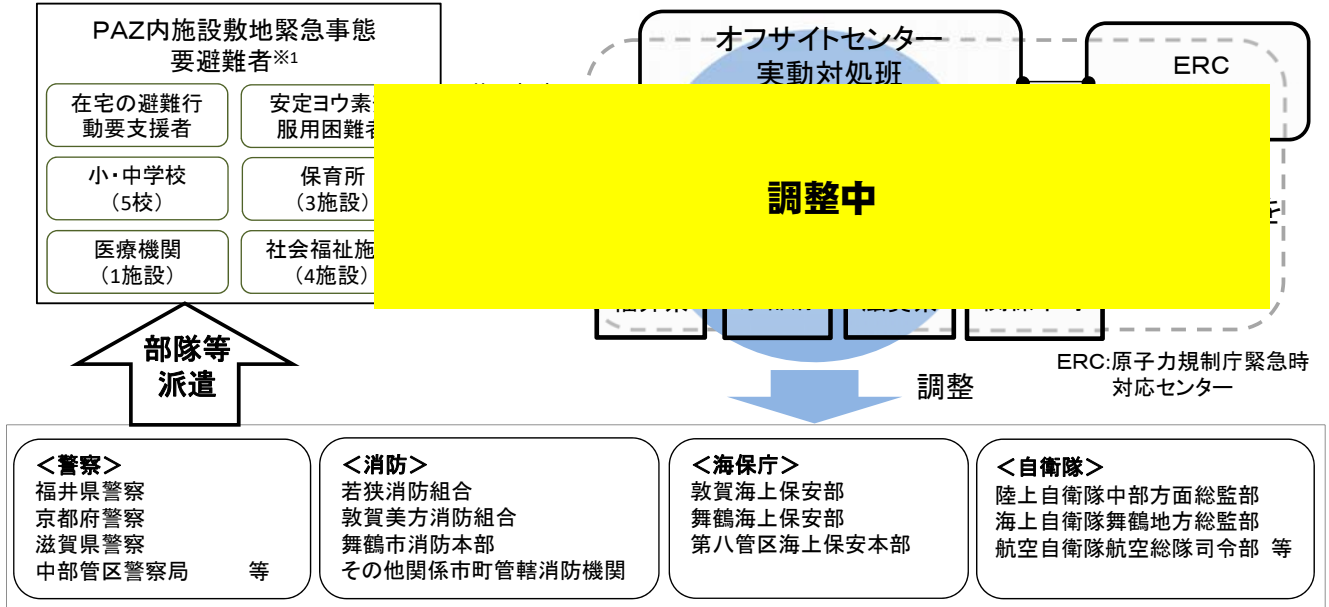 PAZ内施設敷地緊急事態
要避難者※1
在宅の避難行
動要支援者
安定ヨウ素
服用困難者
小・中学校
(5校)
保育所
(3施設)
医療機関
(1施設)
社会福祉施
(4施設)
オフサイトセンター
実動対処班
ERC
調整中
を
部隊等
派遣
調整
ERC:原子力規制庁緊急時
対応センター
<警察>
福井県警察
京都府警察
滋賀県警察
中部管区警察局 等
<消防>
若狭消防組合
敦賀美方消防組合
舞鶴市消防本部
その他関係市町管轄消防機関
<海保庁>
敦賀海上保安部
舞鶴海上保安部
第八管区海上保安本部
<自衛隊>
陸上自衛隊中部方面総監部
海上自衛隊舞鶴地方総監部
航空自衛隊航空総隊司令部 等